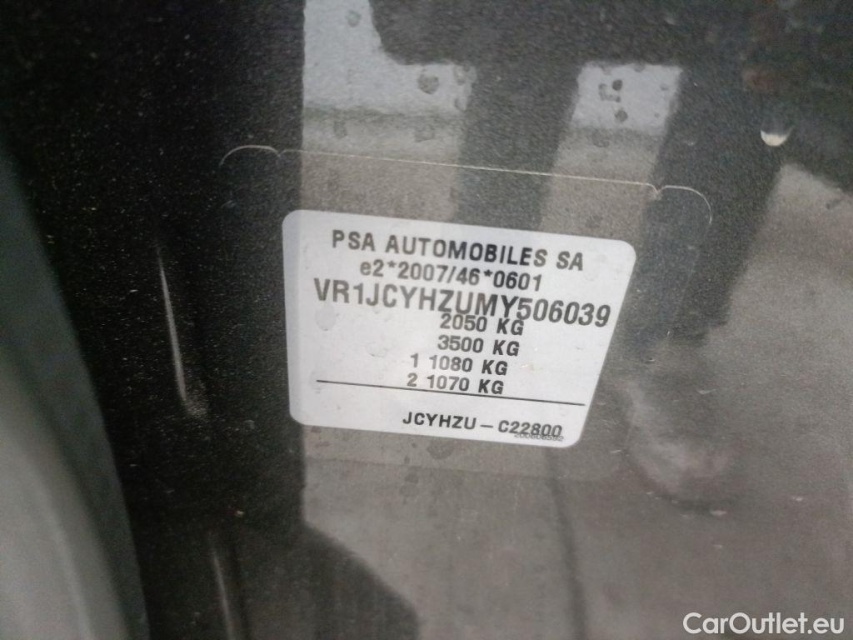 PSA AUTOMOBILES SA
e2*2007/46*0601
VR1JCYHZUMY506039
2050 KG
3500 KG
1 1080 KG
2 1070 KG
JCYHZU - C22800
CarOutlet.eu